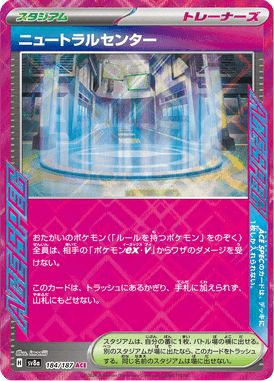 スタジアム トレーナーズ
ニュートラルセンター
ACE SPEC
ACE SPEC
ACE SPECのカードは、デッキに
1枚しか入れられない。
おたがいのポケモン(「ルールを持つポケモン」をのぞく)
全員は、相手の「ポケモンex・V」からワザのダメージを受
けない。
このカードは、トラッシュにあるかぎり、手札に加えられず、
山札にもどせない。
H sv8a 184/187 ACE
スタジアムは、自分の番に1枚、バトル場の横に出せる。
別のスタジアムが場に出たなら、このカードをトラッシュ
する。同じ名前のスタジアムは場に出せない。